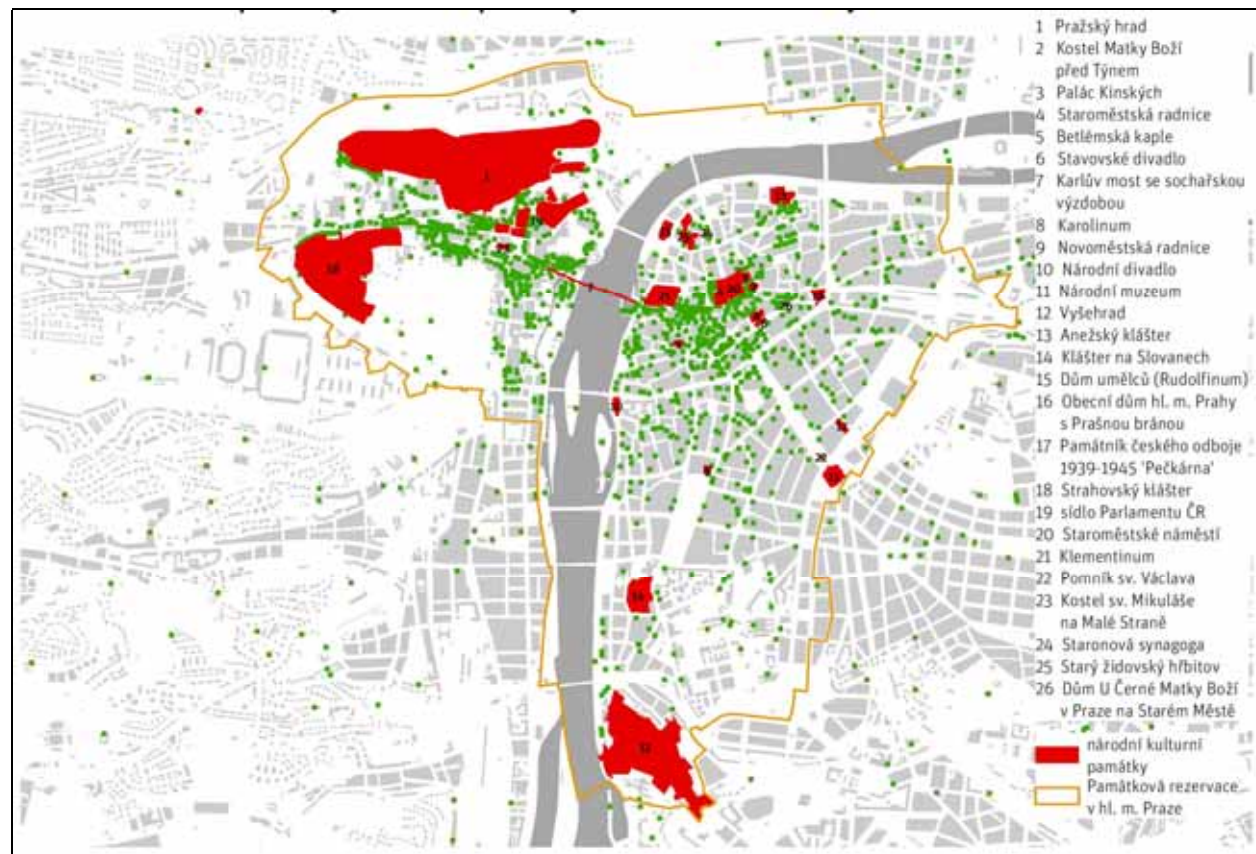 1 Pražský hrad
2 Kostel Matky Boží
před Týnem
3 Palác Kinských
4 Staroměstská radnice
5 Betlémská kaple
6 Stavovské divadlo
7 Karlův most se sochařskou
výzdobou
8 Karolinum
9 Novoměstská radnice
10 Národní divadlo
11 Národní muzeum
12 Vyšehrad
13 Anežský klášter
14 Klášter na Slovanech
15 Dům umělců (Rudolfinum)
16 Obecní dům hl. m. Prahy
s Prašnou bránou
17 Památník českého odboje
1939-1945 'Pečkárna'
18 Strahovský klášter
19 sídlo Parlamentu ČR
20 Staroměstské náměstí
21 Klementinum
22 Pomník sv. Václava
23 Kostel sv. Mikuláše
na Malé Straně
24 Staronová synagoga
25 Starý židovský hřbitov
26 Dům U Černé Matky Boží
v Praze na Starém Městě
národní kulturní
památky
Památková rezervace...
v hl. m. Praze